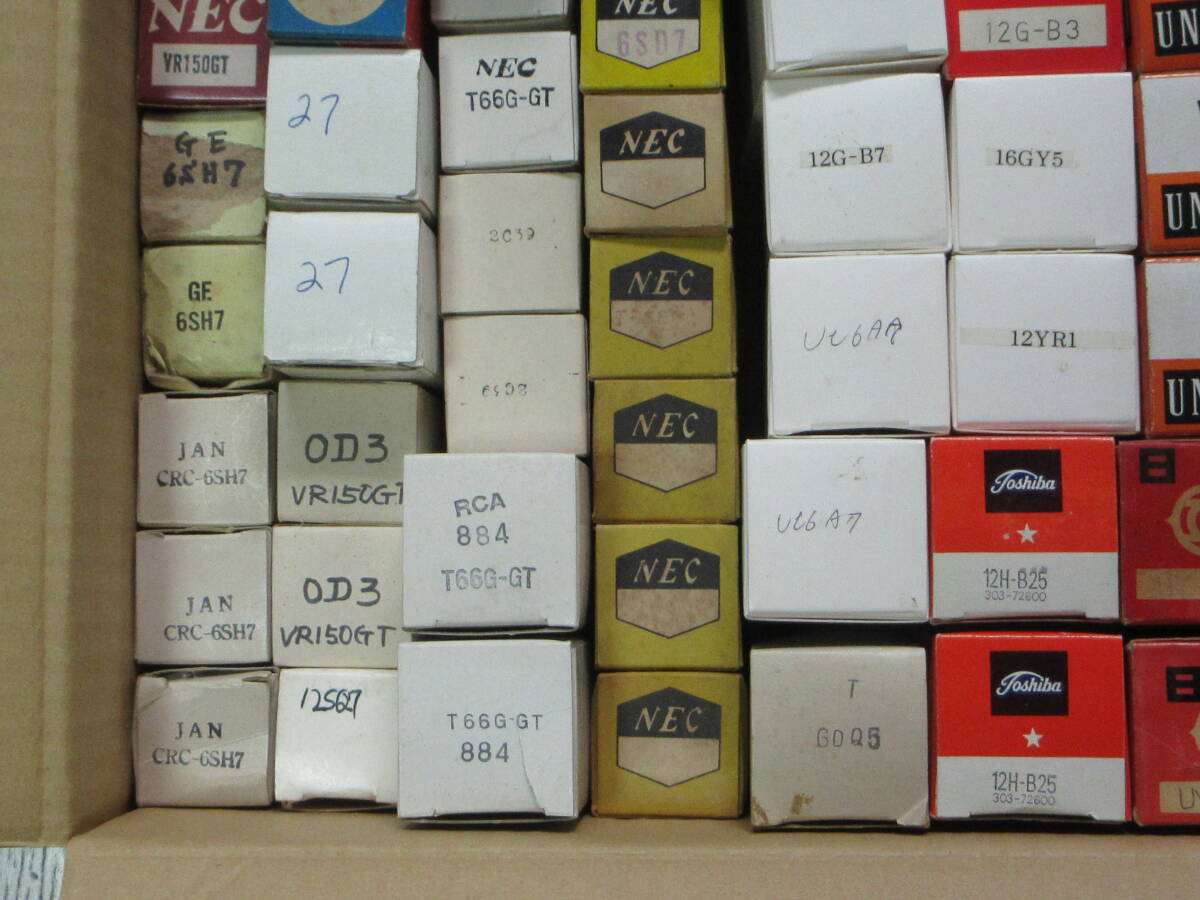 NEC
VR150GT
GE
6SH7
GE
6SH7
JAN
CRC-6SH7
JAN
CRC-6SH7
JAN
CRC-6SH7
27
27
OD3
VR150GT
OD3
VR150GT
NEC
T66G-GT
2C39
2C39
RCA
884
T66G-GT
T66G-GT
884
NEC
6SD7
NEC
NEC
NEC
NEC
NEC
12G-B7
T
6DQ5
12G-B3
16GY5
12YR1
Toshiba
12H-B25
303-72600
Toshiba
12H-B25
303-72600
UN
UN
UN